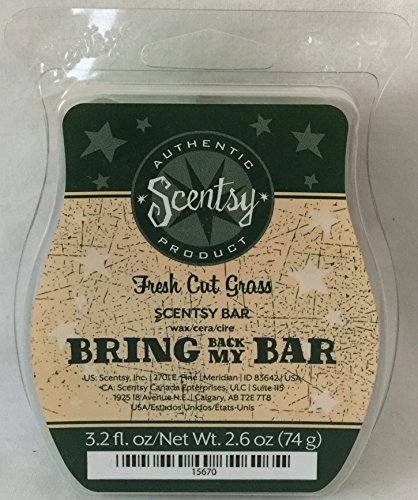 AUTHENTIC
Scentsy
PRODUCT
Fresh Cut Grass
SCENTSY BAR
wax/cera/cire
BRING BACK MY BAR
US: Scentsy, Inc. | 2701 E. Pine | Meridian | ID 83642 | USA
CA: Scentsy Canada Enterprises, ULC | Suite 115
1925 18 Avenue N.E. | Calgary, AB T2E 7T8
USA/Estados Unidos/États-Unis
3.2 fl. oz/Net Wt. 2.6 oz (74 g)
15670